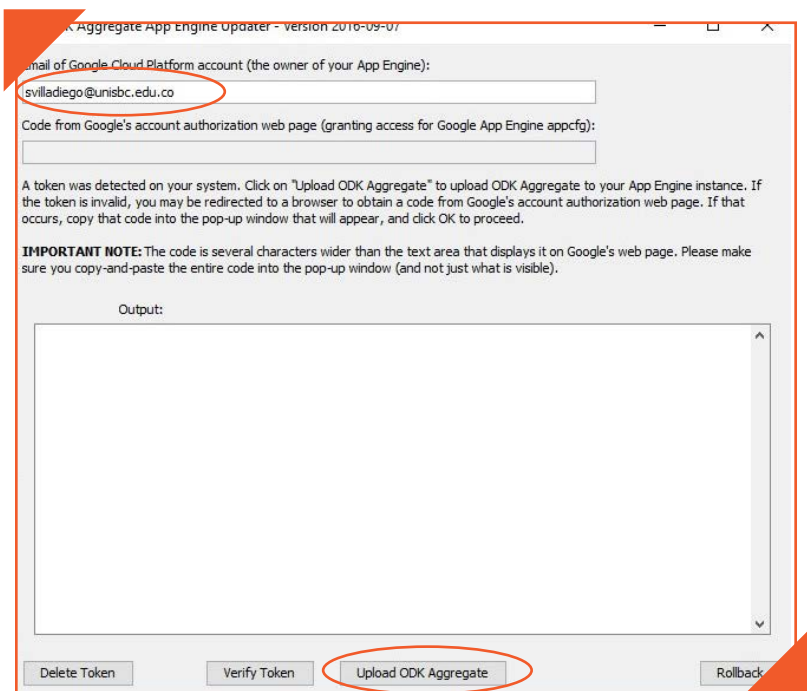 Aggregate App Engine Updater - Version 2016-09-07
Email of Google Cloud Platform account (the owner of your App Engine):
svilladiego@unisbc.edu.co
Code from Google's account authorization web page (granting access for Google App Engine appcfg):
A token was detected on your system. Click on "Upload ODK Aggregate" to upload ODK Aggregate to your App Engine instance. If
the token is invalid, you may be redirected to a browser to obtain a code from Google's account authorization web page. If that
occurs, copy that code into the pop-up window that will appear, and click OK to proceed.
IMPORTANT NOTE: The code is several characters wider than the text area that displays it on Google's web page. Please make
sure you copy-and-paste the entire code into the pop-up window (and not just what is visible).
Output:
Delete Token Verify Token Upload ODK Aggregate Rollback